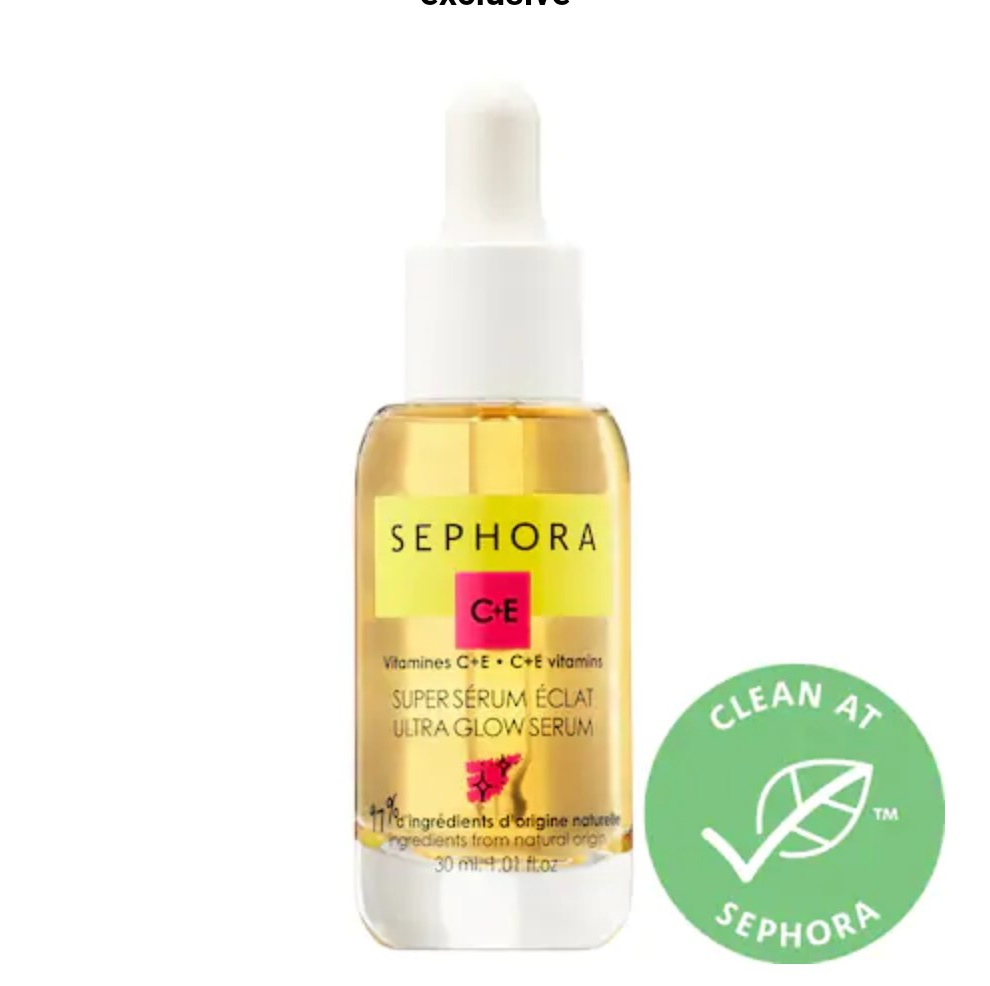 exclusive
SEPHORA
C+E
Vitamines C+E • C+E vitamins
SUPER SÉRUM ÉCLAT
ULTRA GLOW SERUM
97% d'ingrédients d'origine naturelle
ingredients from natural origin
30 ml. 1.01 fl.oz
CLEAN AT
TM
SEPHORA